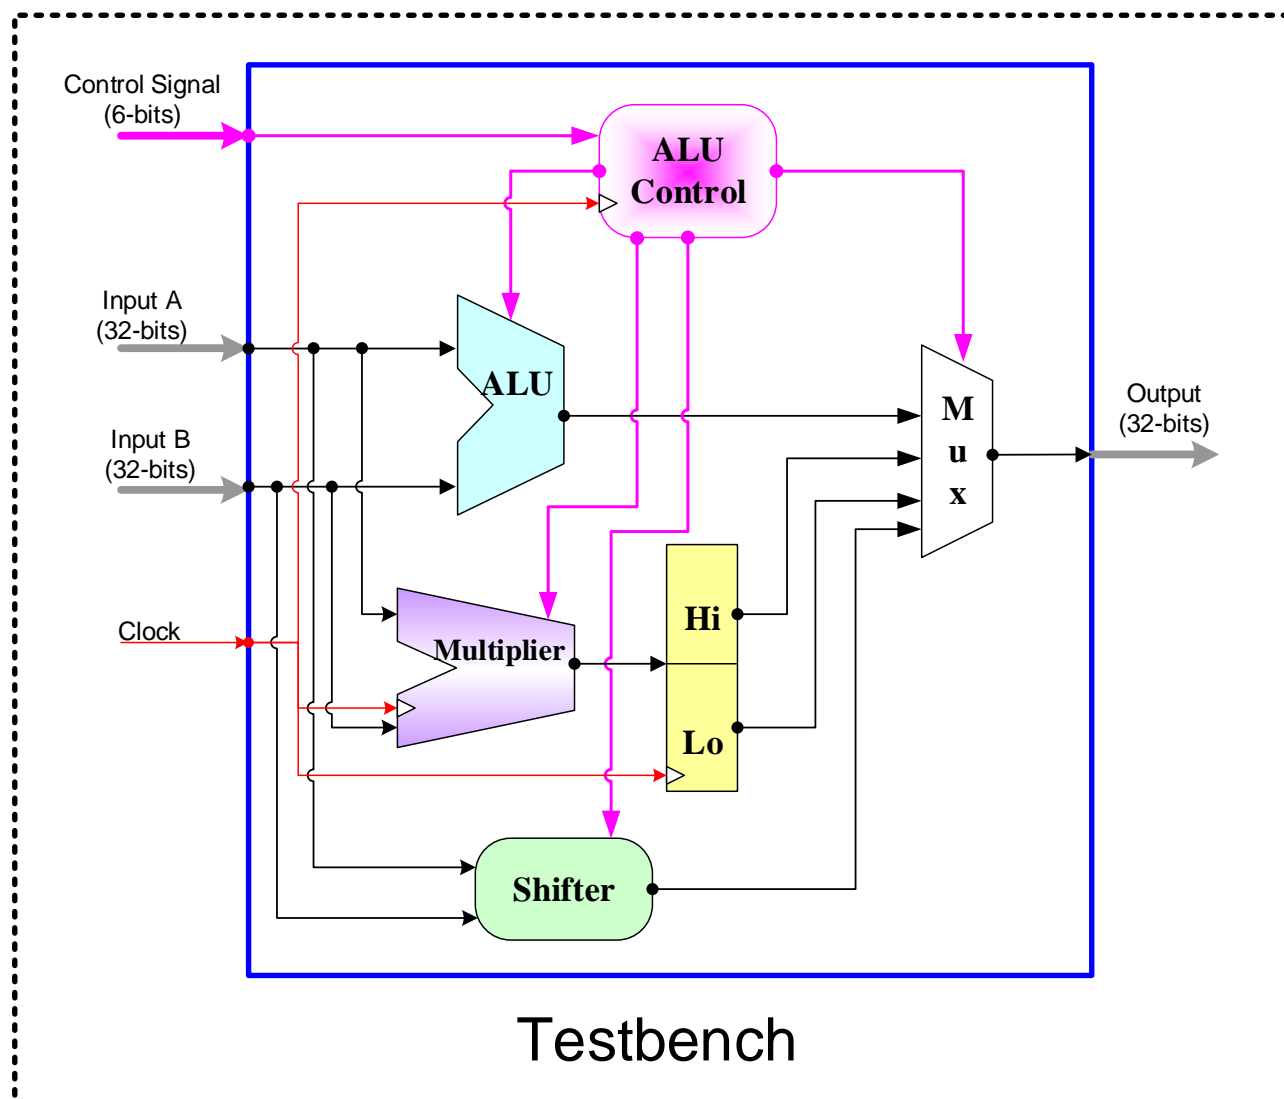 Control Signal
(6-bits)
ALU
Control
Input A
(32-bits)
ALU
M
u
x
Output
(32-bits)
Input B
(32-bits)
Clock
Multiplier
Hi
Lo
Shifter
Testbench